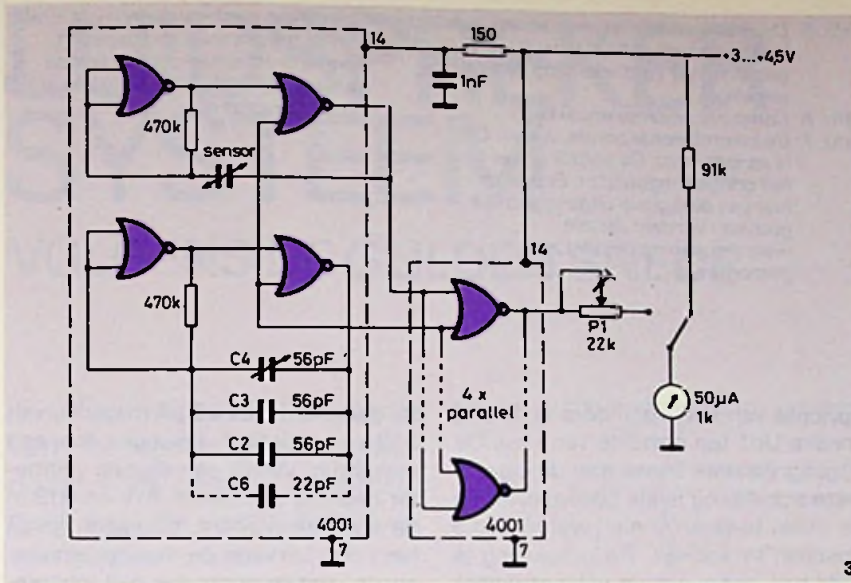 14
150
+3...+4,5V
1nF
470k
sensor
91k
14
470k
P1
22k
C4 56pF
C3 56pF
C2 56pF
C6 22pF
4 x
parallel
50µA
1k
4001
7
4001
7
3